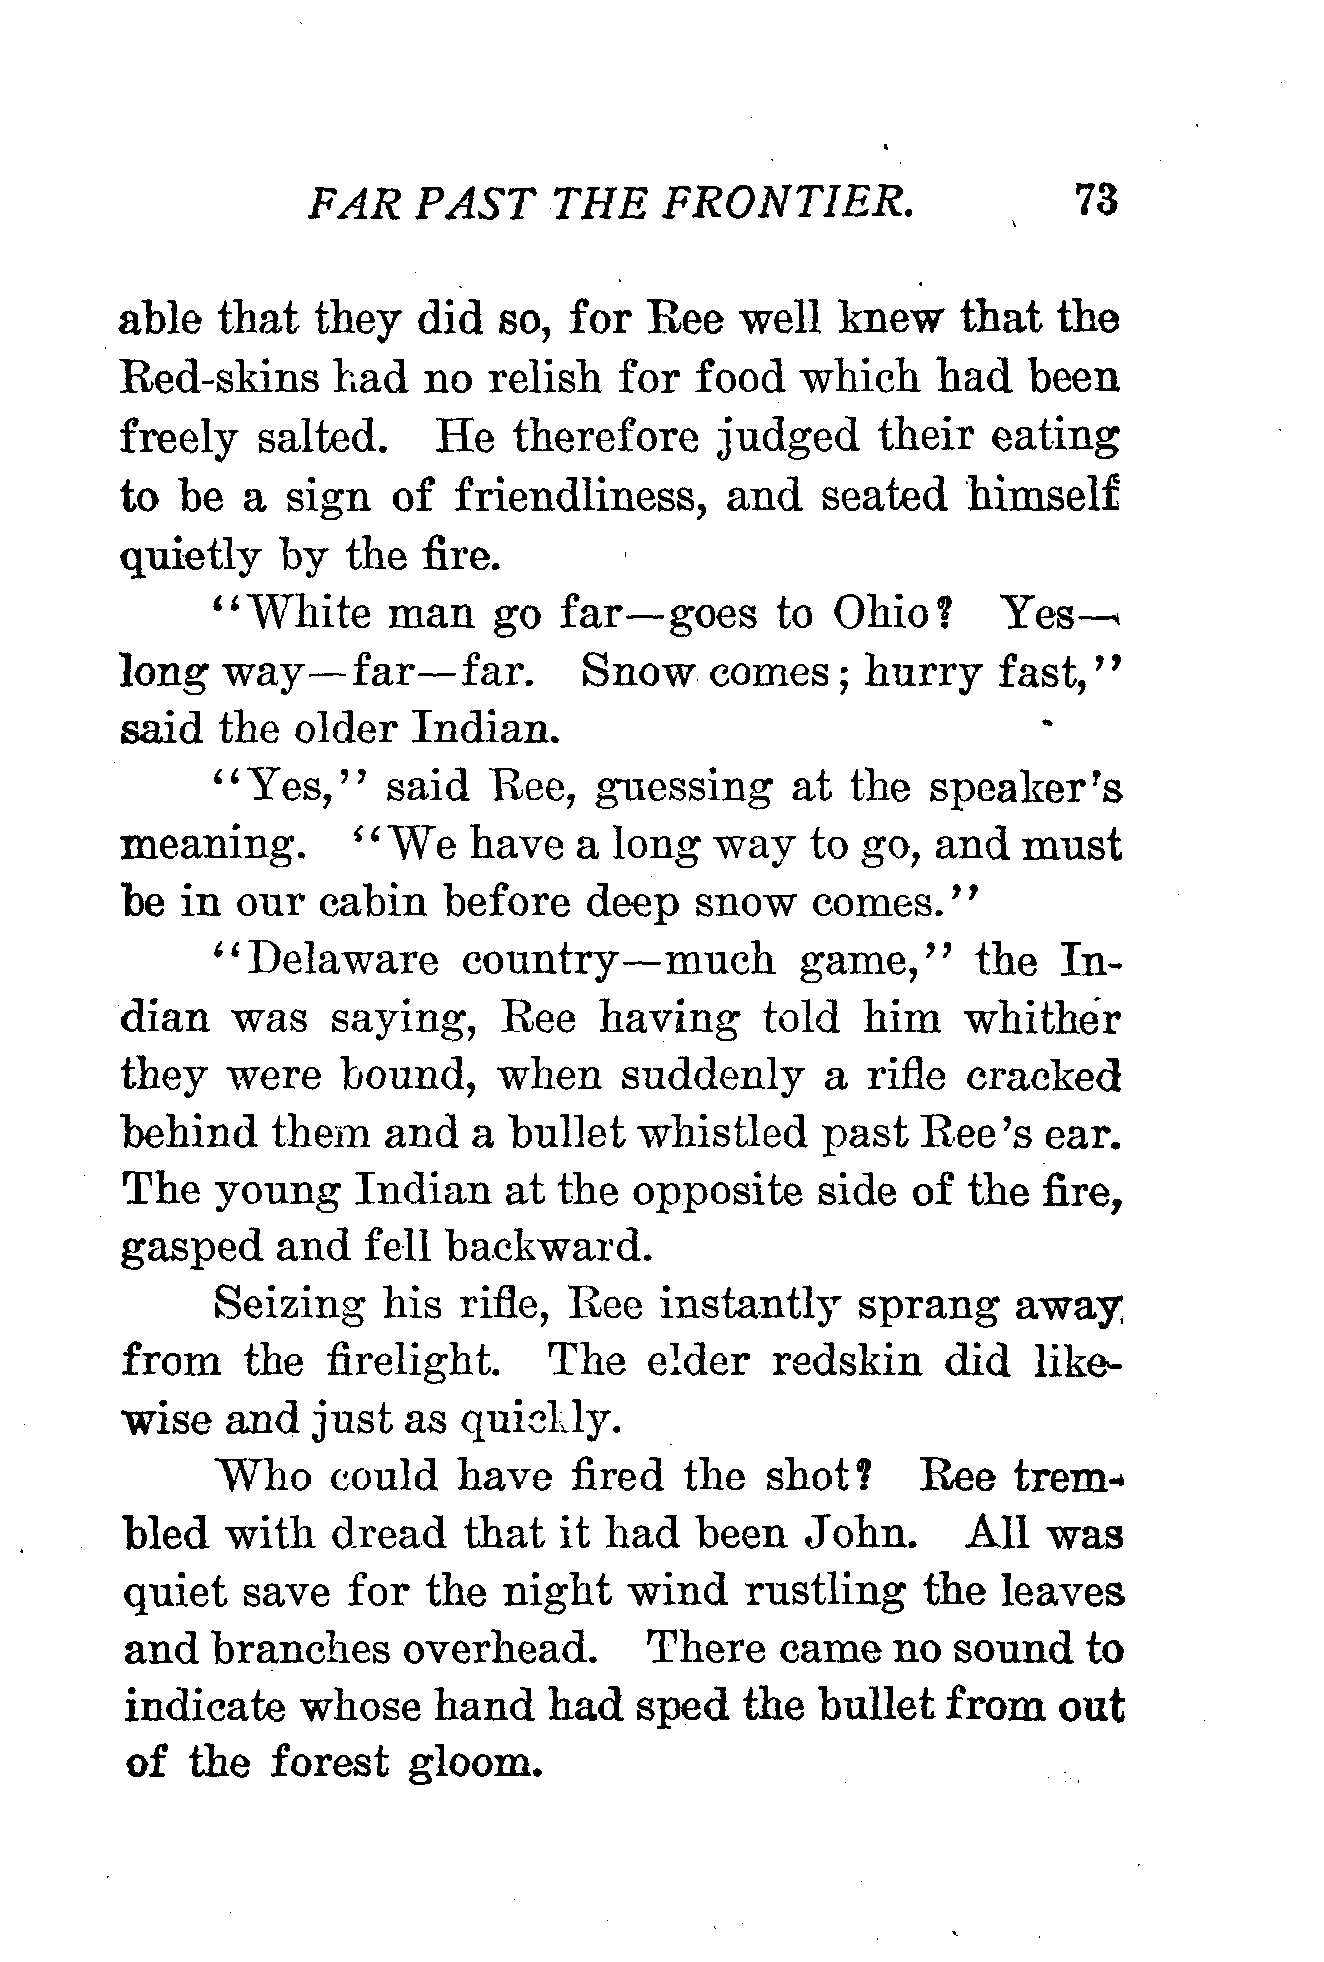 FAR PAST THE FRONTIER. 73
able that they did so, for Ree well knew that the
Red-skins had no relish for food which had been
freely salted. He therefore judged their eating
to be a sign of friendliness, and seated himself
quietly by the fire.
"White man go far—goes to Ohio? Yes—
long way—far—far. Snow comes; hurry fast,"
said the older Indian.
"Yes," said Ree, guessing at the speaker's
meaning. "We have a long way to go, and must
be in our cabin before deep snow comes."
"Delaware country—much game," the In-
dian was saying, Ree having told him whither
they were bound, when suddenly a rifle cracked
behind them and a bullet whistled past Ree's ear.
The young Indian at the opposite side of the fire,
gasped and fell backward.
Seizing his rifle, Ree instantly sprang away
from the firelight. The elder redskin did like-
wise and just as quickly.
Who could have fired the shot? Ree trem-
bled with dread that it had been John. All was
quiet save for the night wind rustling the leaves
and branches overhead. There came no sound to
indicate whose hand had sped the bullet from out
of the forest gloom.